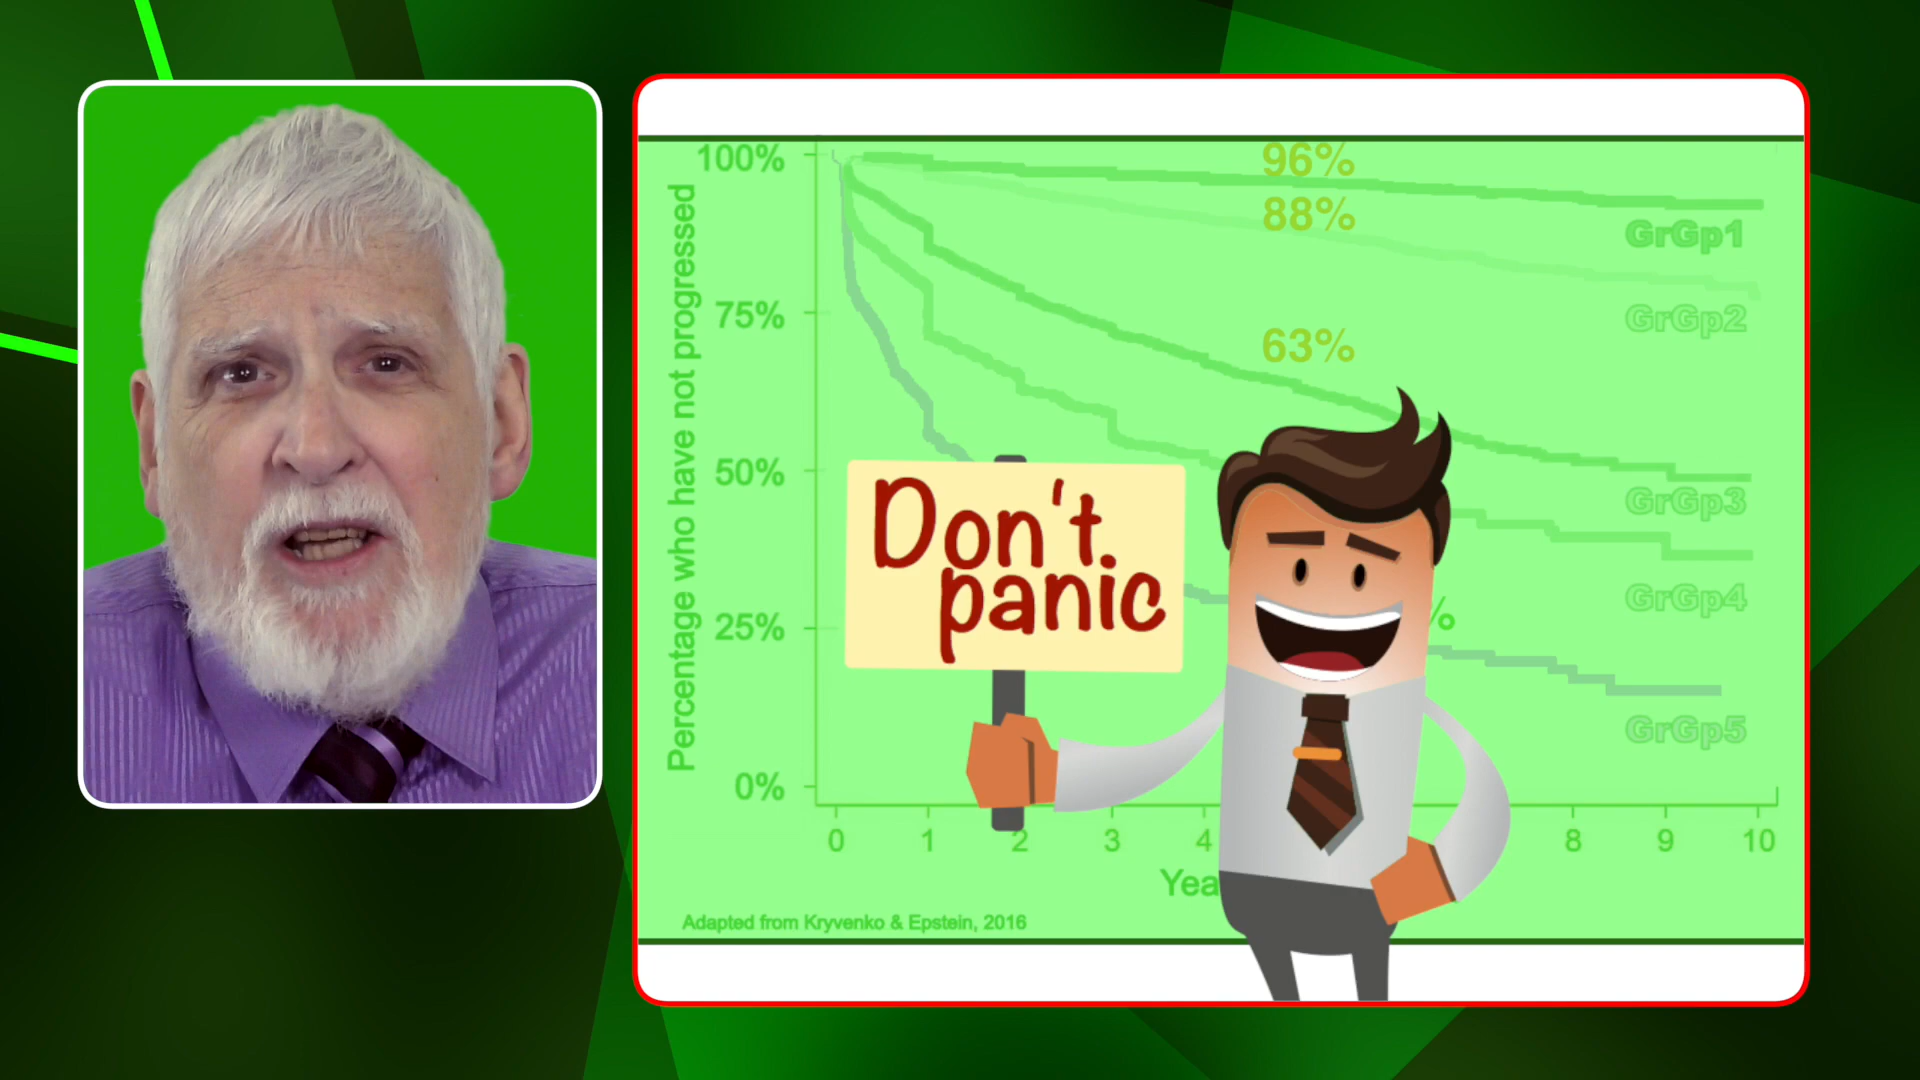 Percentage who have not progressed
100%
75%
50%
25%
0%
96%
88%
63%
%
GrGp1
GrGp2
GrGp3
GrGp4
GrGp5
Don't
panic
0 1 2 3 4 8 9 10
Adapted from Kryvenko & Epstein, 2016